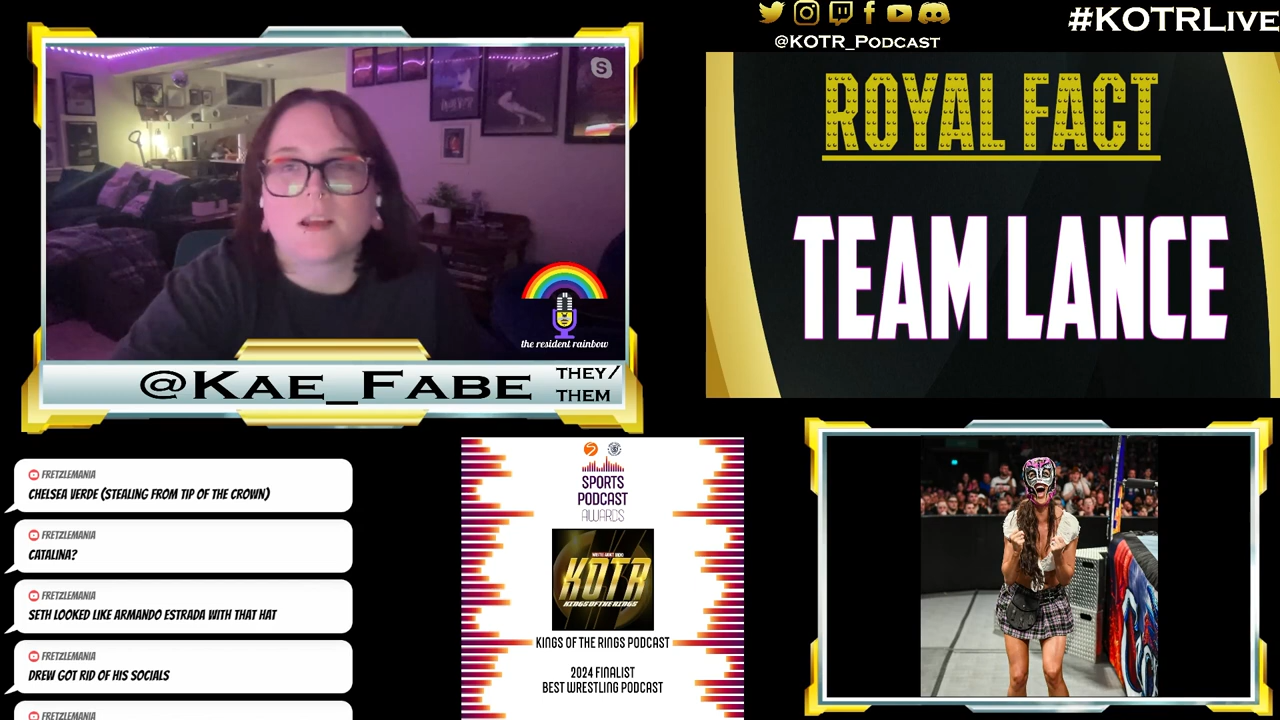 @KOTR_PODCAST
#KOTRLIVE
ROYAL FACT
TEAM LANCE
the resident rainbow
@KAE_FABE
THEY/
THEM
FRETZLEMANIA
CHELSEA VERDE (STEALING FROM TIP OF THE CROWN)
FRETZLEMANIA
CATALINA?
FRETZLEMANIA
SETH LOOKED LIKE ARMANDO ESTRADA WITH THAT HAT
FRETZLEMANIA
DREW GOT RID OF HIS SOCIALS
FRETZLEMANIA
SPORTS
PODCAST
AWARDS
KOTR
KINGS OF THE RINGS
KINGS OF THE RINGS PODCAST
2024 FINALIST
BEST WRESTLING PODCAST